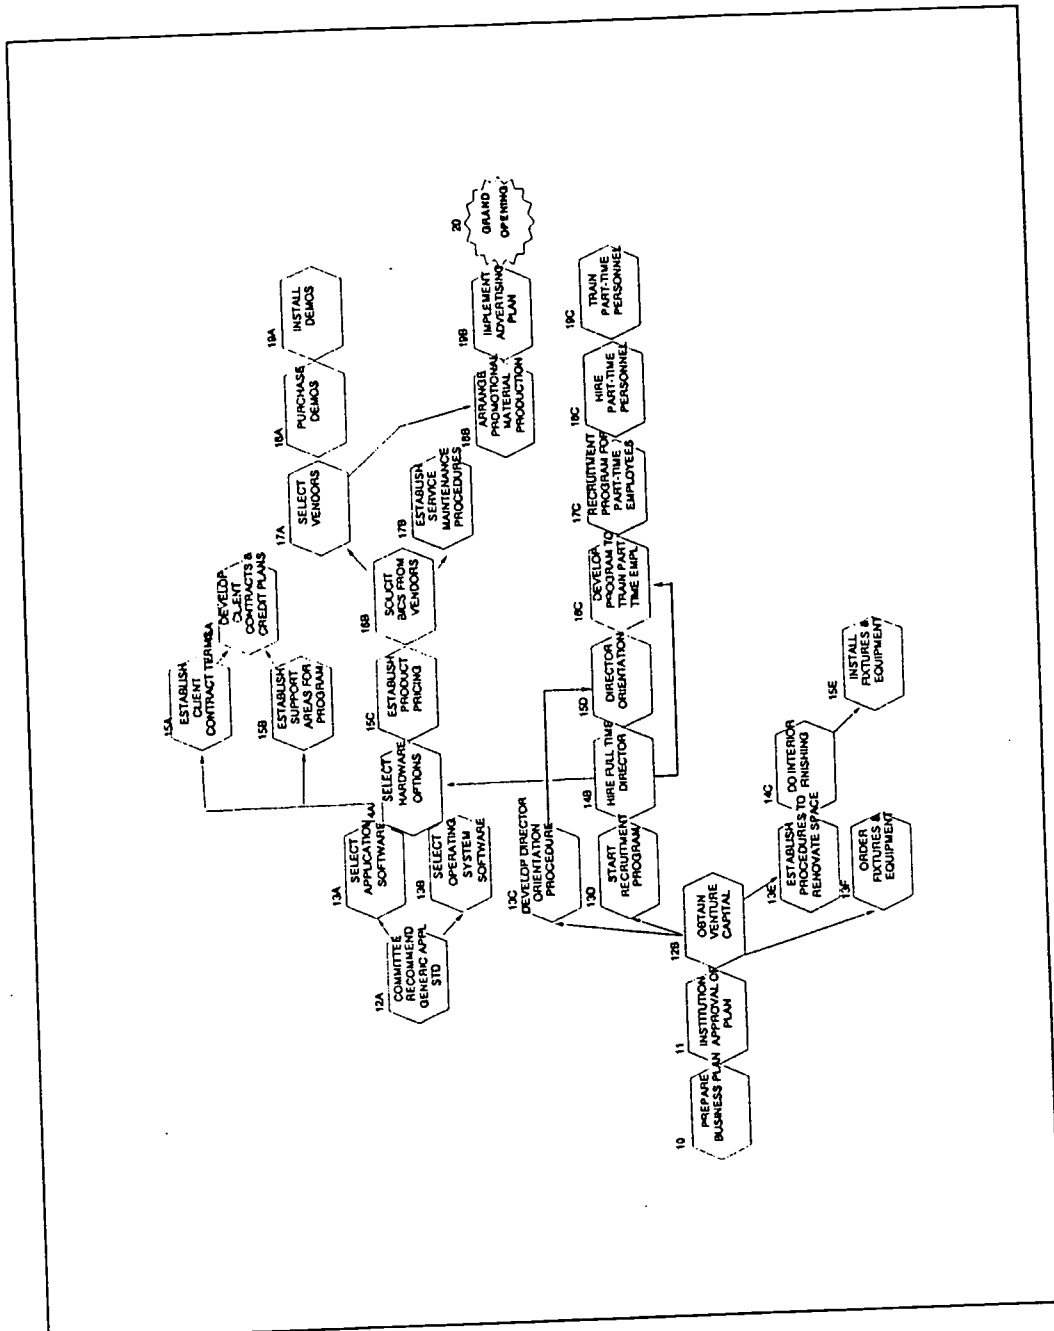 10
PREPARE
BUSINESS PLAN
11
INSTITUTION
APPROVAL OF
PLAN
12B
OBTAIN
VENTURE
CAPITAL
12A
COMMITTEE
RECOMMEND
GENERIC APPL
STD
13A
SELECT
APPLICATION
SOFTWARE
13B
SELECT
OPERATING
SYSTEM
SOFTWARE
13C
DEVELOP DIRECTOR
ORIENTATION
PROCEDURE
13D
START
RECRUITMENT
PROGRAM
13E
ESTABLISH
PROCEDURES TO
RENOVATE SPACE
13F
ORDER
FIXTURES &
EQUIPMENT
4A
SELECT
HARDWARE
OPTIONS
14B
HIRE FULL TIME
DIRECTOR
14C
DO INTERIOR
FINISHING
15A
ESTABLISH
CLIENT
CONTRACT TERMS
15B
ESTABLISH
SUPPORT
AREAS FOR
PROGRAM
15C
ESTABLISH
PRODUCT
PRICING
15D
DIRECTOR
ORIENTATION
15E
INSTALL
FIXTURES &
EQUIPMENT
DEVELOP
CLIENT
CONTRACTS &
CREDIT PLANS
16B
SOLICIT
BICS FROM
VENDORS
16C
DEVELOP
PROGRAM TO
TRAIN PART
TIME EMPL
17A
SELECT
VENDORS
17B
ESTABLISH
SERVICE
MAINTENANCE
PROCEDURES
17C
RECRUITMENT
PROGRAM FOR
PART-TIME
EMPLOYEES
18A
PURCHASE
DEMOS
18B
ARRANGE
PROMOTIONAL
MATERIAL
PRODUCTION
18C
HIRE
PART-TIME
PERSONNEL
19A
INSTALL
DEMOS
19B
IMPLEMENT
ADVERTISING
PLAN
19C
TRAIN
PART-TIME
PERSONNEL
20
GRAND
OPENING